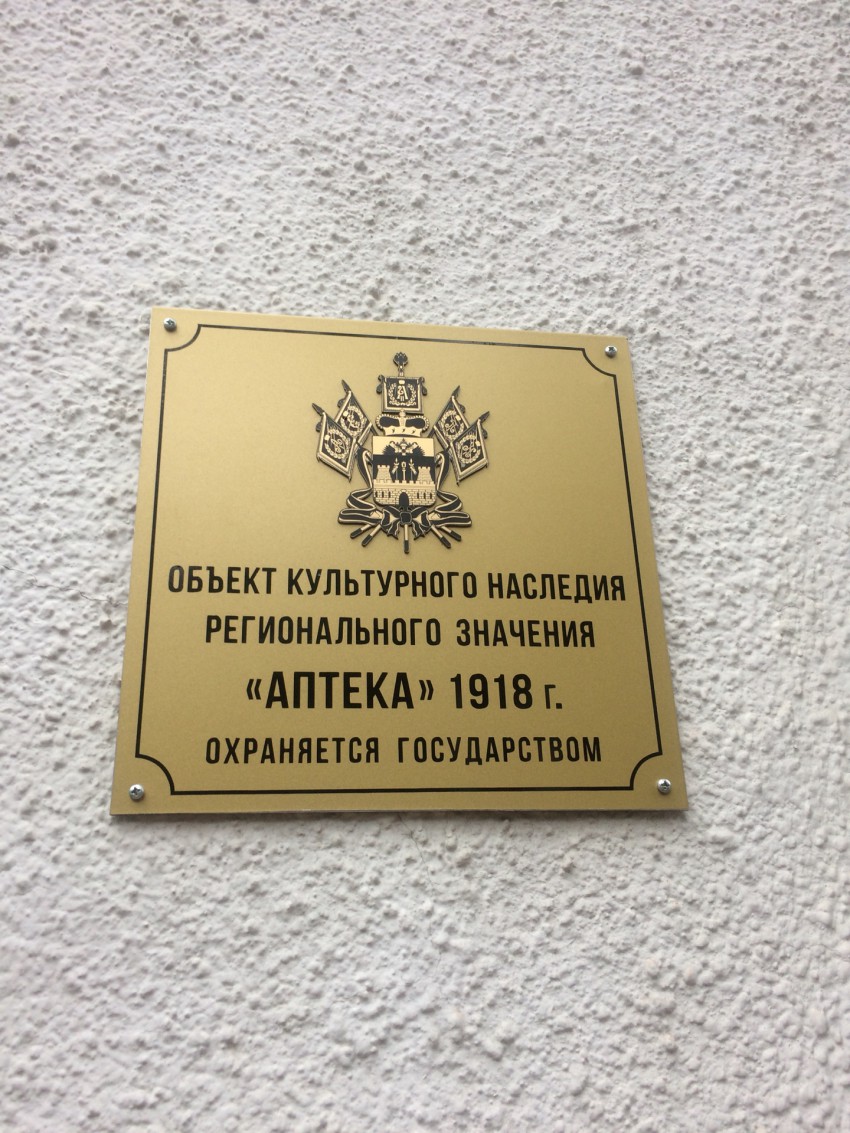 ОБЪЕКТ КУЛЬТУРНОГО НАСЛЕДИЯ
РЕГИОНАЛЬНОГО ЗНАЧЕНИЯ
«АПТЕКА» 1918 г.
ОХРАНЯЕТСЯ ГОСУДАРСТВОМ